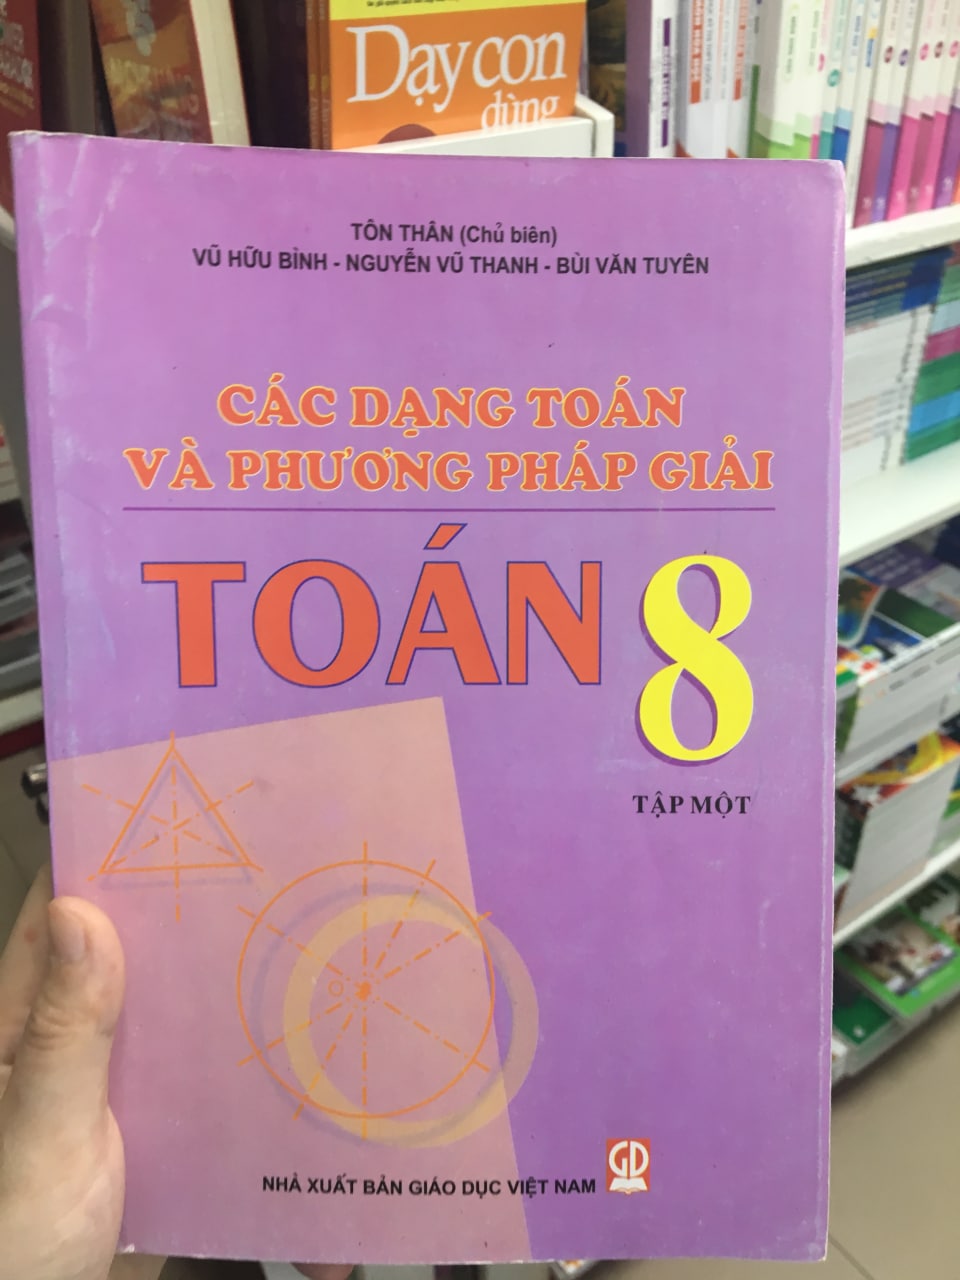 Dạy con
dùng
TÔN THÂN (Chủ biên)
VŨ HỮU BÌNH - NGUYỄN VŨ THANH - BÙI VĂN TUYÊN
CÁC DẠNG TOÁN
VÀ PHƯƠNG PHÁP GIẢI
TOÁN 8
TẬP MỘT
O
NHÀ XUẤT BẢN GIÁO DỤC VIỆT NAM
GD